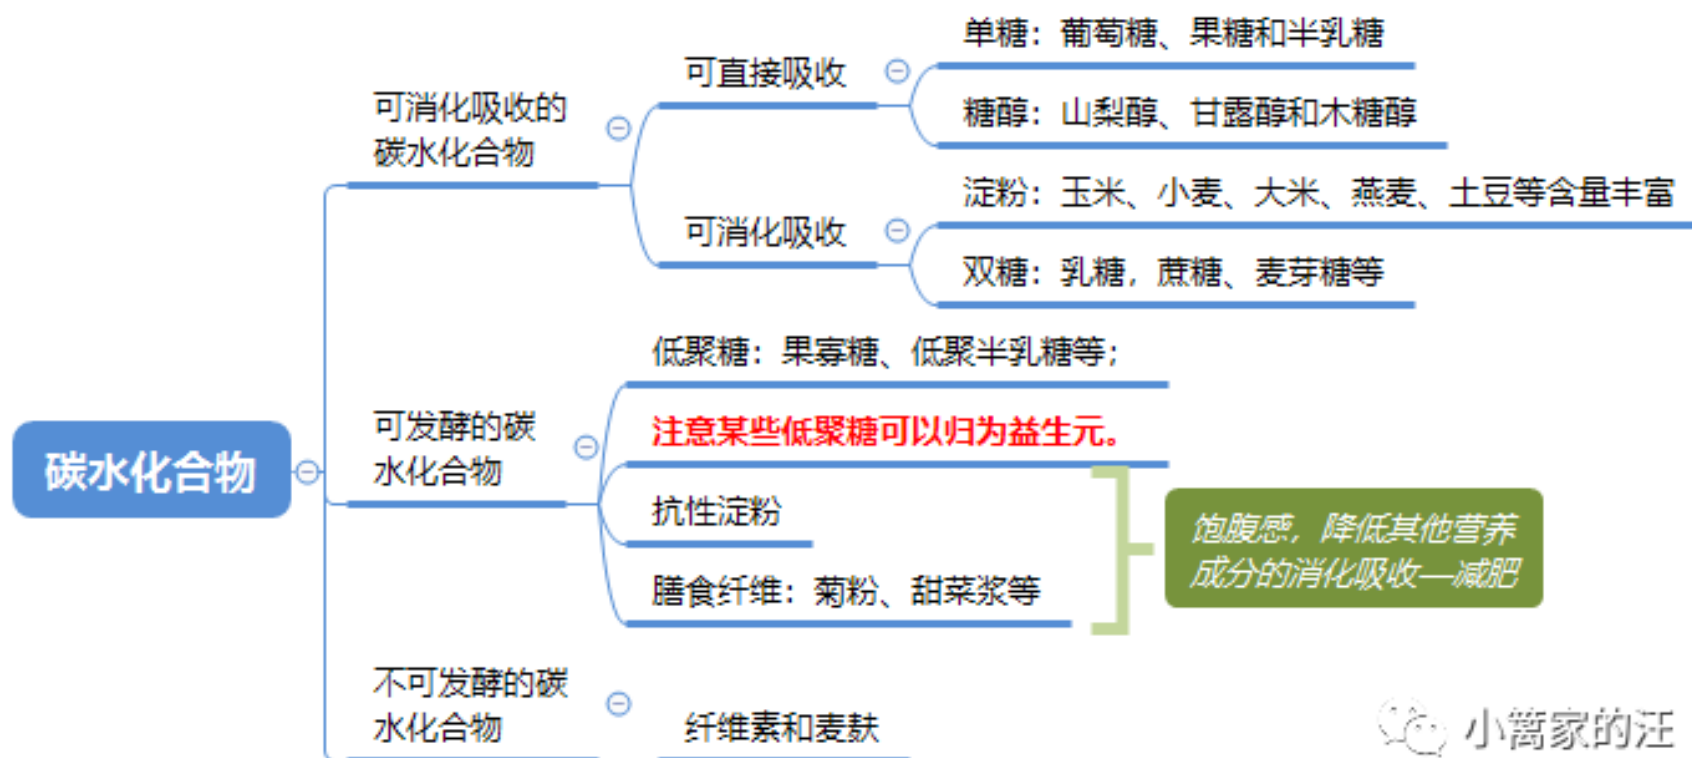 单糖：葡萄糖、果糖和半乳糖
可直接吸收
可消化吸收的
碳水化合物
糖醇：山梨醇、甘露醇和木糖醇
淀粉：玉米、小麦、大米、燕麦、土豆等含量丰富
可消化吸收
双糖：乳糖，蔗糖、麦芽糖等
低聚糖：果寡糖、低聚半乳糖等；
可发酵的碳
水化合物
注意某些低聚糖可以归为益生元。
碳水化合物
抗性淀粉
饱腹感，降低其他营养
成分的消化吸收—减肥
膳食纤维：菊粉、甜菜浆等
不可发酵的碳
水化合物
纤维素和麦麸
小篱家的汪